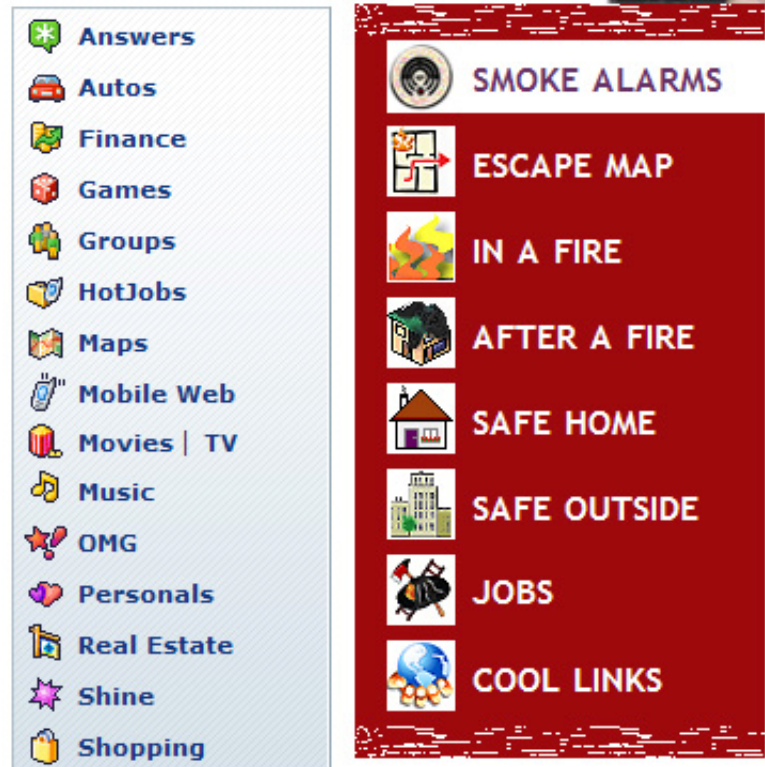 Answers
Autos
Finance
Games
Groups
HotJobs
Maps
Mobile Web
Movies | TV
Music
OMG
Personals
Real Estate
Shine
Shopping
SMOKE ALARMS
ESCAPE MAP
IN A FIRE
AFTER A FIRE
SAFE HOME
SAFE OUTSIDE
JOBS
COOL LINKS